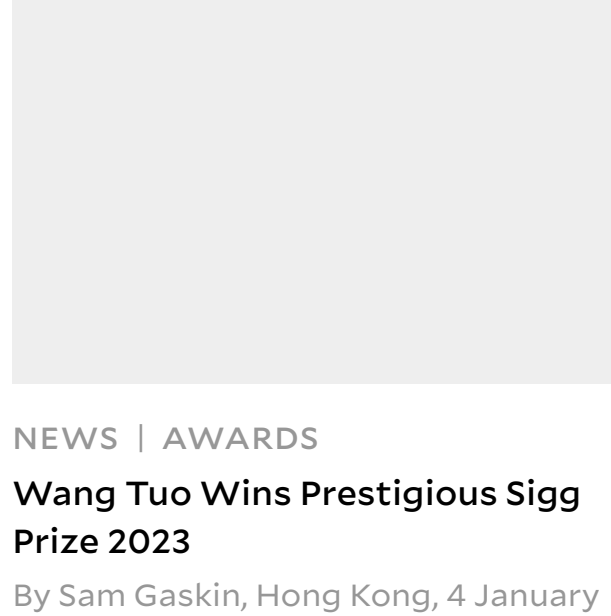 NEWS | AWARDS
Wang Tuo Wins Prestigious Sigg
Prize 2023
By Sam Gaskin, Hong Kong, 4 January